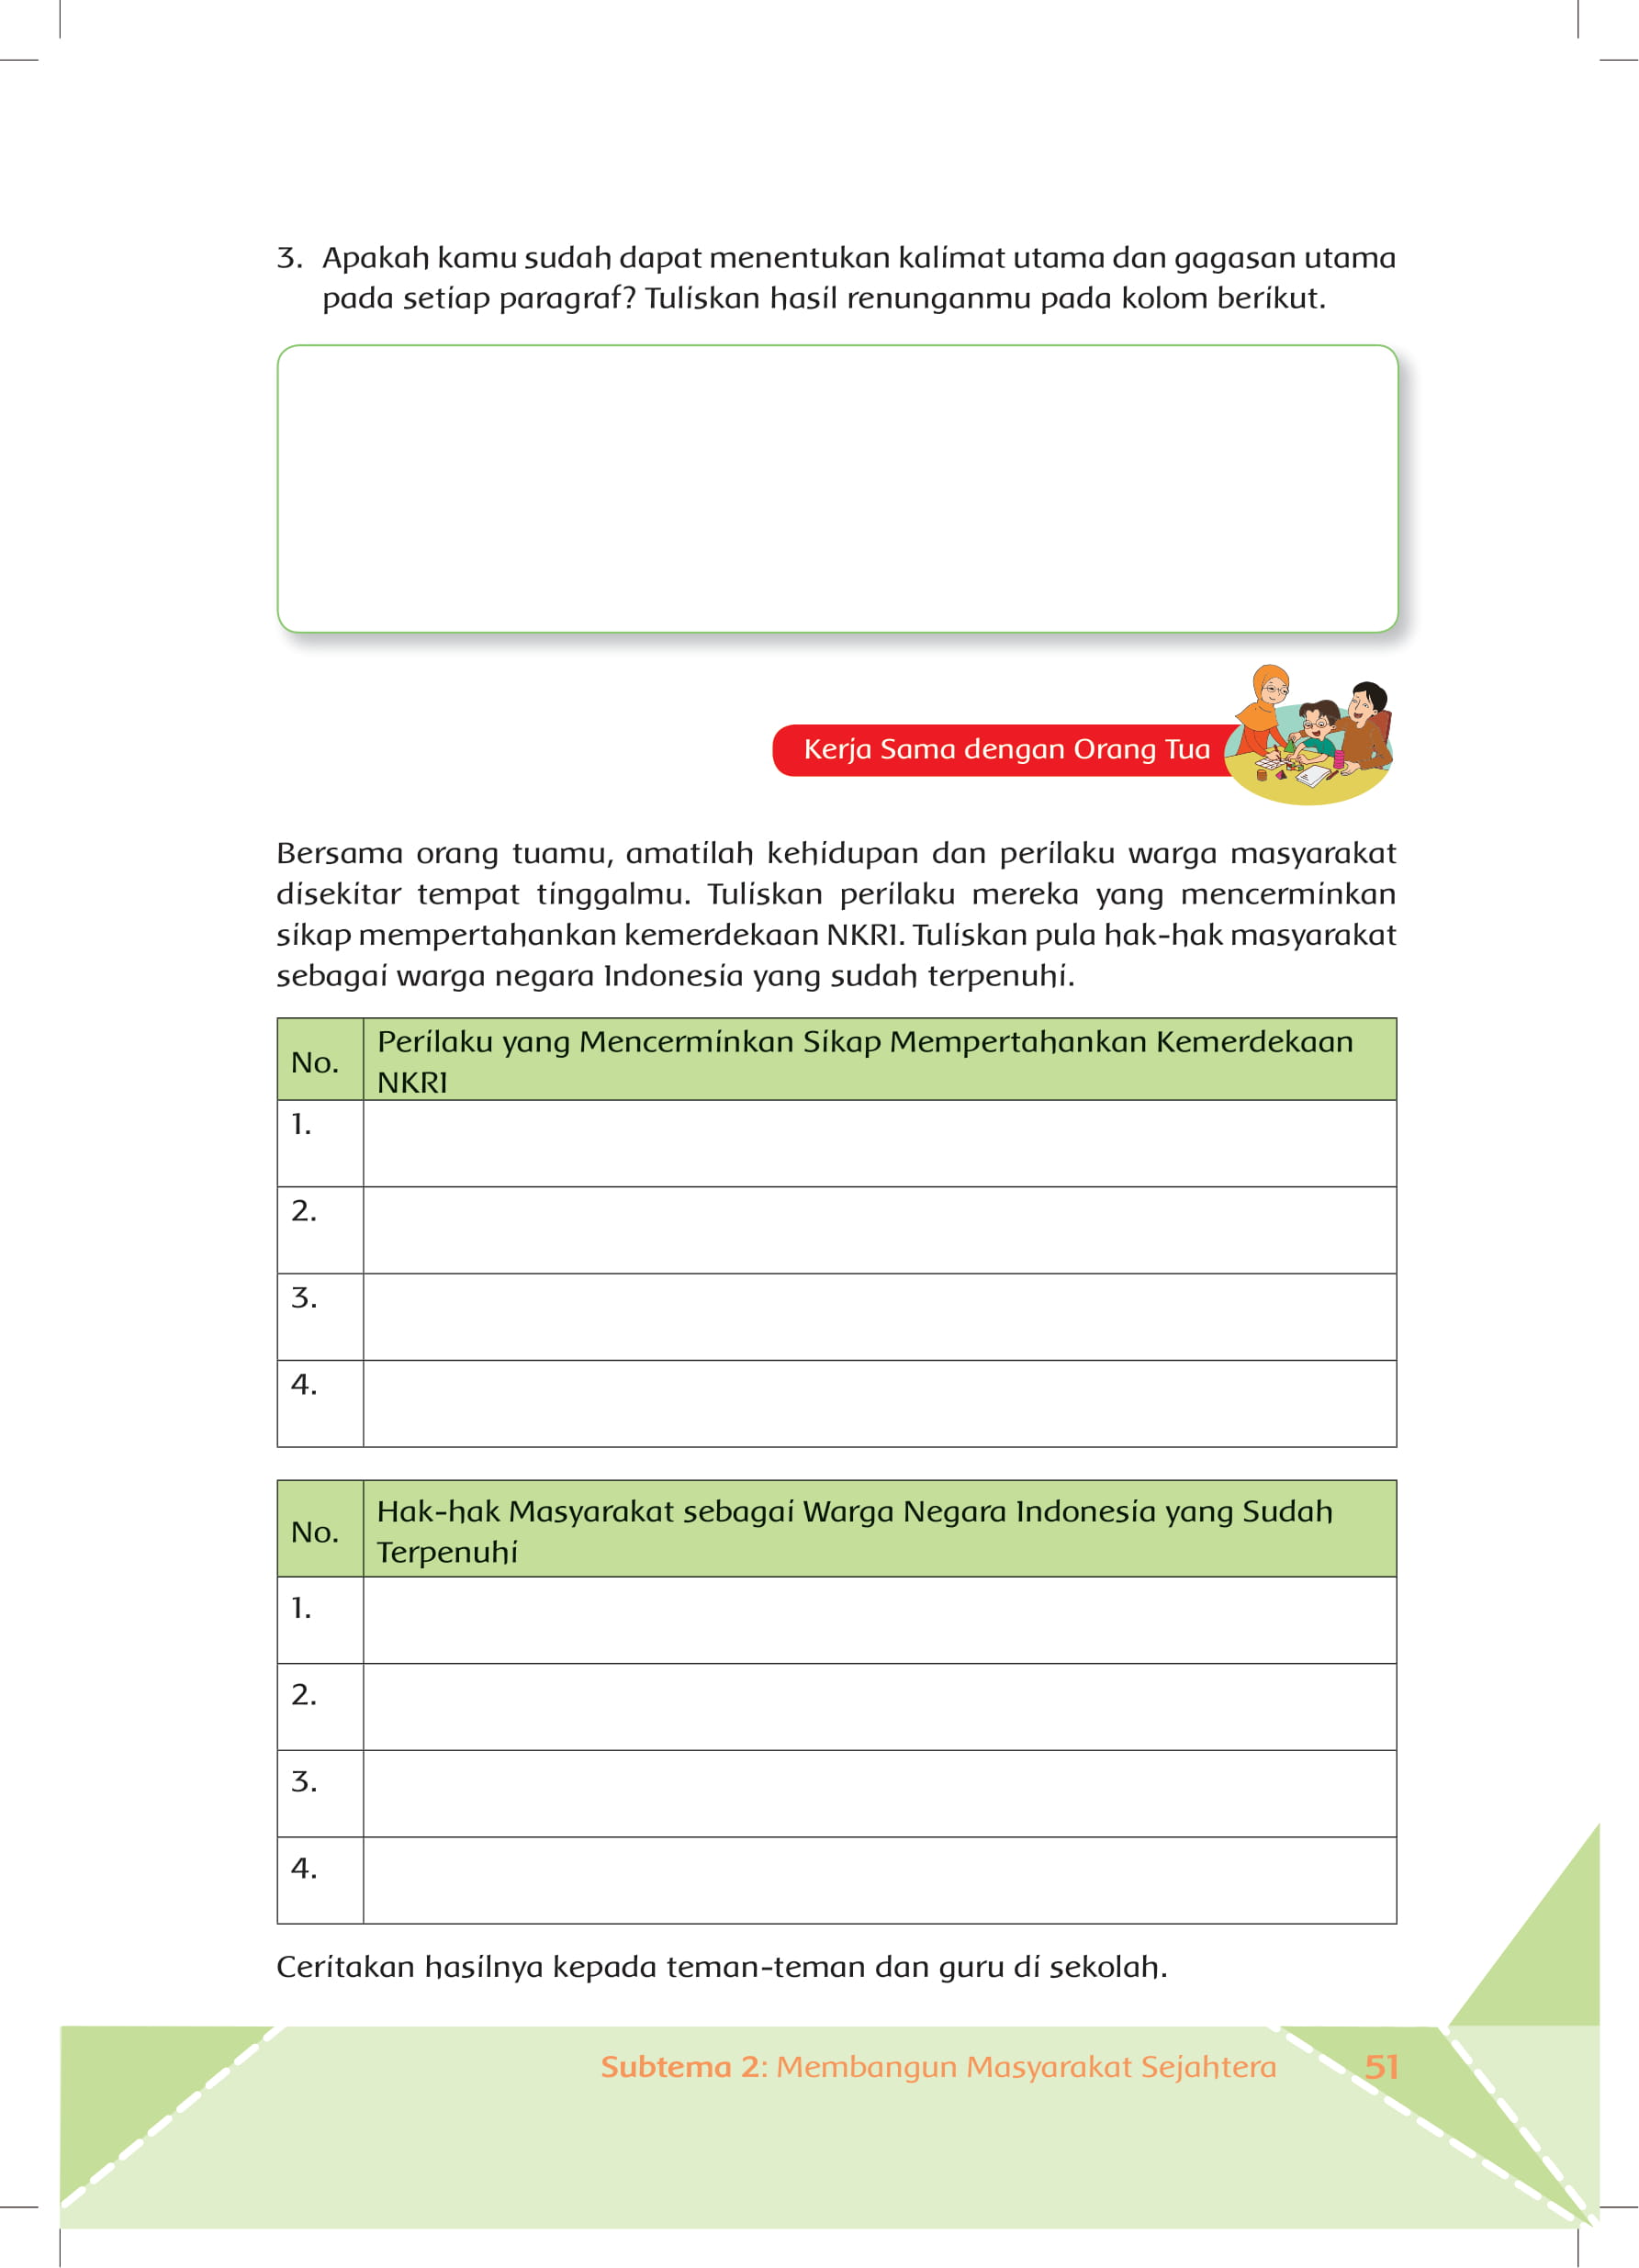 3. Apakah kamu sudah dapat menentukan kalimat utama dan gagasan utama
pada setiap paragraf? Tuliskan hasil renunganmu pada kolom berikut.
Kerja Sama dengan Orang Tua
Bersama orang tuamu, amatilah kehidupan dan perilaku warga masyarakat
disekitar tempat tinggalmu. Tuliskan perilaku mereka yang mencerminkan
sikap mempertahankan kemerdekaan NKRI. Tuliskan pula hak-hak masyarakat
sebagai warga negara Indonesia yang sudah terpenuhi.
No.
Perilaku yang Mencerminkan Sikap Mempertahankan Kemerdekaan
NKRI
1.
2.
3.
4.
No.
Hak-hak Masyarakat sebagai Warga Negara Indonesia yang Sudah
Terpenuhi
1.
2.
3.
4.
Ceritakan hasilnya kepada teman-teman dan guru di sekolah.
Subtema 2: Membangun Masyarakat Sejahtera 51